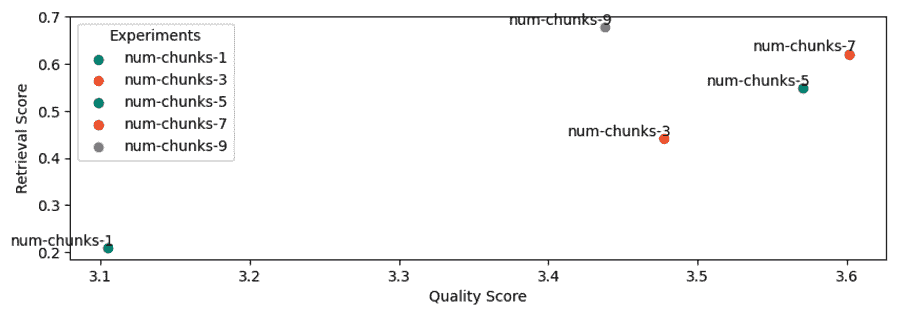 num-chunks-9
0.7
Experiments
num-chunks-1
num-chunks-3
num-chunks-5
num-chunks-7
num-chunks-9
num-chunks-7
0.6
num-chunks-5
0.5
num-chunks-3
0.4
0.3
num-chunks-1
0.2
Retrieval Score
3.1 3.2 3.3 3.4 3.5 3.6
Quality Score